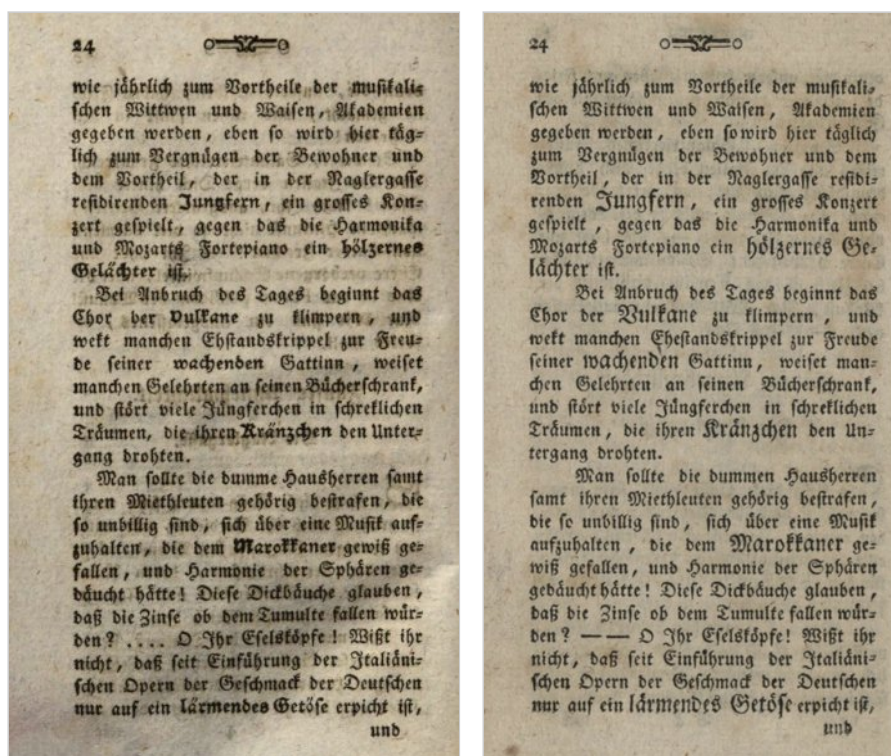 24
wie jährlich zum Vortheile der musikali-
schen Wittwen und Waisen, Akademien
gegeben werden, eben so wird hier täg-
lich zum Vergnügen der Bewohner und
dem Vortheil, der in der Naglergasse
residirenden Jungfern, ein grosses Kon-
zert gespielt, gegen das die Harmonika
und Mozarts Fortepiano ein hölzernes
Gelächter ist.
Bei Anbruch des Tages beginnt das
Chor der Vulkane zu klimpern, und
wekt manchen Ehstandskrippel zur Freu-
de seiner wachenden Gattinn, weiset
manchen Gelehrten an seinen Bücherschrank,
und stört viele Jüngferchen in schreklichen
Träumen, die ihren Kränzchen den Unter-
gang drohten.
Man sollte die dumme Hausherren samt
ihren Miethleuten gehörig bestrafen, die
so unbillig sind, sich über eine Musik auf-
zuhalten, die dem Marokkaner gewiß ge-
fallen, und Harmonie der Sphären ge-
däucht hätte! Diese Dickbäuche glauben,
daß die Zinse ob dem Tumulte fallen wür-
den? .... O Ihr Eselsköpfe! Wißt ihr
nicht, daß seit Einführung der Italiäni-
schen Opern der Geschmack der Deutschen
nur auf ein lärmendes Getöse erpicht ist,
und
24
wie jährlich zum Vortheile der musikali-
schen Wittwen und Waisen, Akademien
gegeben werden, eben so wird hier täglich
zum Vergnügen der Bewohner und dem
Vortheil, der in der Naglergasse residi-
renden Jungfern, ein grosses Konzert
gespielt, gegen das die Harmonika und
Mozarts Fortepiano ein hölzernes Ge-
lächter ist.
Bei Anbruch des Tages beginnt das
Chor der Vulkane zu klimpern, und
wekt manchen Ehestandskrippel zur Freude
seiner wachenden Gattinn, weiset man-
chen Gelehrten an seinen Bücherschrank,
und stört viele Jüngferchen in schreklichen
Träumen, die ihren Kränzchen den Un-
tergang drohten.
Man sollte die dummen Hausherren
samt ihren Miethleuten gehörig bestrafen,
die so unbillig sind, sich über eine Musik
aufzuhalten, die dem Marokkaner ge-
wiß gefallen, und Harmonie der Sphären
gedäucht hätte! Diese Dickbäuche glauben,
daß die Zinse ob dem Tumulte fallen wür-
den? — — O Ihr Eselsköpfe! Wißt ihr
nicht, daß seit Einführung der Italiäni-
schen Opern der Geschmack der Deutschen
nur auf ein lärmendes Getöse erpicht ist,
und